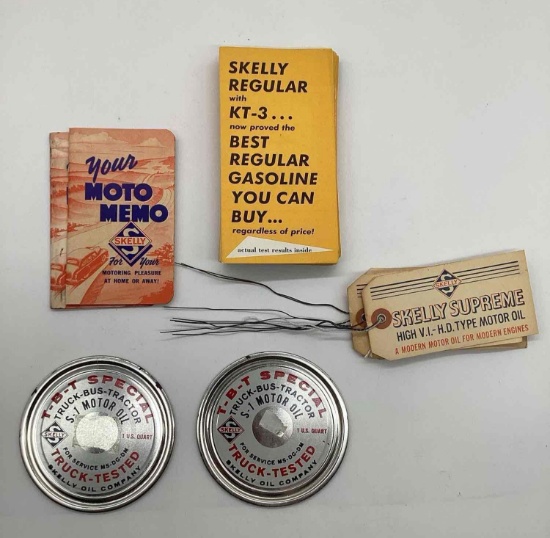 SKELLY
REGULAR
with
KT-3...
now proved the
BEST
REGULAR
GASOLINE
YOU CAN
BUY...
regardless of price!
actual test results inside
Your
MOTO
MEMO
SKELLY
For Your
MOTORING PLEASURE
AT HOME OR AWAY!
SKELLY
SKELLY SUPREME
HIGH V.I.-H.D. TYPE MOTOR OIL
A MODERN MOTOR OIL FOR MODERN ENGINES
T-B-T SPECIAL
TRUCK-BUS-TRACTOR
S-1 MOTOR OIL
SKELLY
1 U.S. QUART
FOR SERVICE MS-DG-DM
TRUCK-TESTED
SKELLY OIL COMPANY
T-B-T SPECIAL
TRUCK-BUS-TRACTOR
S-1 MOTOR OIL
SKELLY
1 U.S. QUART
FOR SERVICE MS-DG-DM
TRUCK-TESTED
SKELLY OIL COMPANY